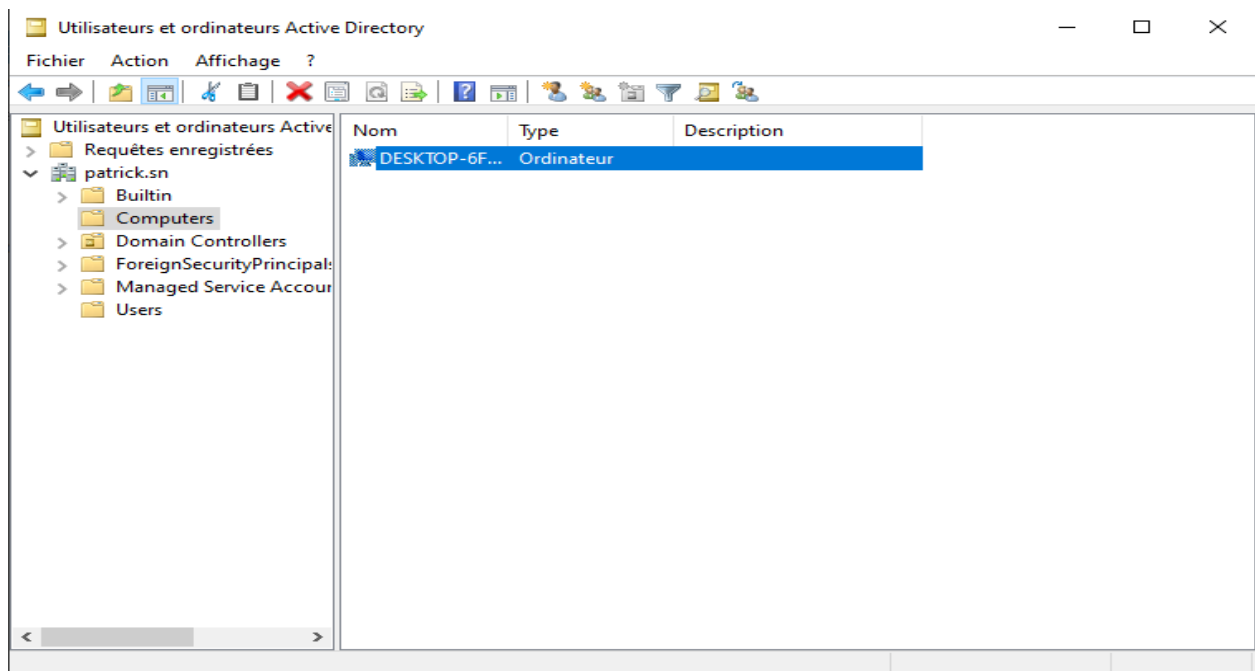 Utilisateurs et ordinateurs Active Directory
Fichier Action Affichage ?
Utilisateurs et ordinateurs Active
Requêtes enregistrées
patrick.sn
Builtin
Computers
Domain Controllers
ForeignSecurityPrincipals
Managed Service Accour
Users
Nom Type Description
DESKTOP-6F... Ordinateur